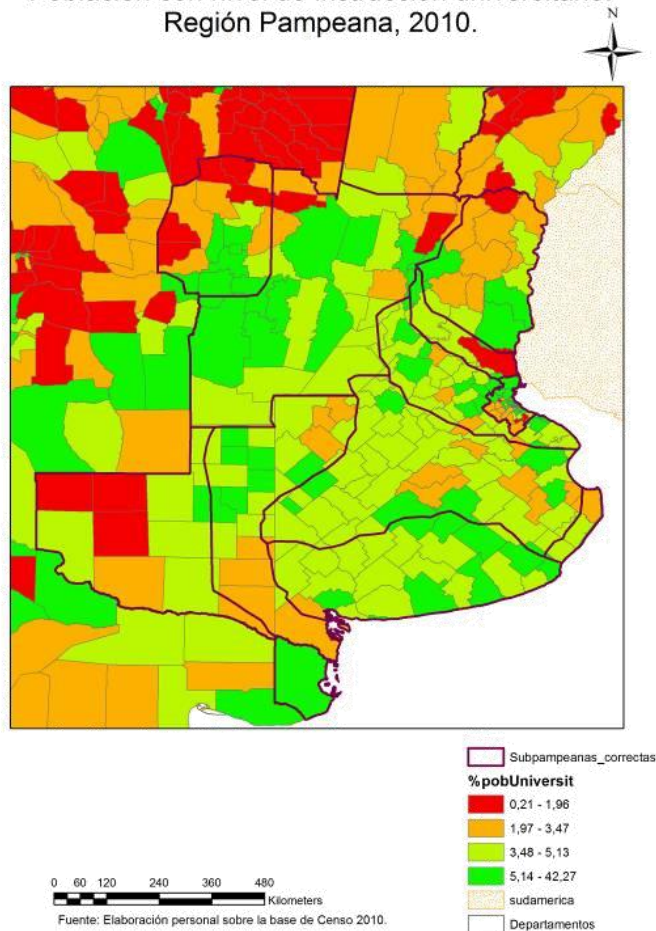 Región Pampeana, 2010.
N
Subpampeanas_correctas
%pobUniversit
0,21 - 1,96
1,97 - 3,47
3,48 - 5,13
5,14 - 42,27
sudamerica
Departamentos
0 60 120 240 360 480
Kilometers
Fuente: Elaboración personal sobre la base de Censo 2010.